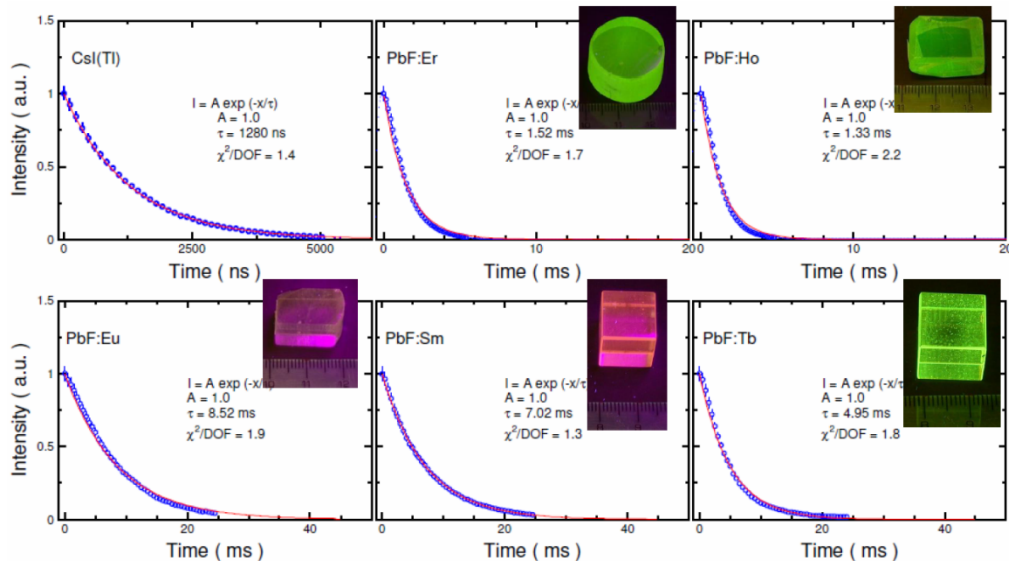 Intensity ( a.u. )
1.5
1
0.5
0
CsI(Tl)
I = A exp (-x/τ)
A = 1.0
τ = 1280 ns
χ²/DOF = 1.4
0 2500 5000
Time ( ns )
PbF:Er
I = A exp (-x/
A = 1.0
τ = 1.52 ms
χ²/DOF = 1.7
0 10 20
Time ( ms )
PbF:Ho
I = A exp (-x
A = 1.0
τ = 1.33 ms
χ²/DOF = 2.2
0 10 20
Time ( ms )
Intensity ( a.u. )
1.5
1
0.5
0
PbF:Eu
I = A exp (-x/
A = 1.0
τ = 8.52 ms
χ²/DOF = 1.9
0 20 40
Time ( ms )
PbF:Sm
I = A exp (-x/τ
A = 1.0
τ = 7.02 ms
χ²/DOF = 1.3
0 20 40
Time ( ms )
PbF:Tb
I = A exp (-x/τ
A = 1.0
τ = 4.95 ms
χ²/DOF = 1.8
0 20 40
Time ( ms )